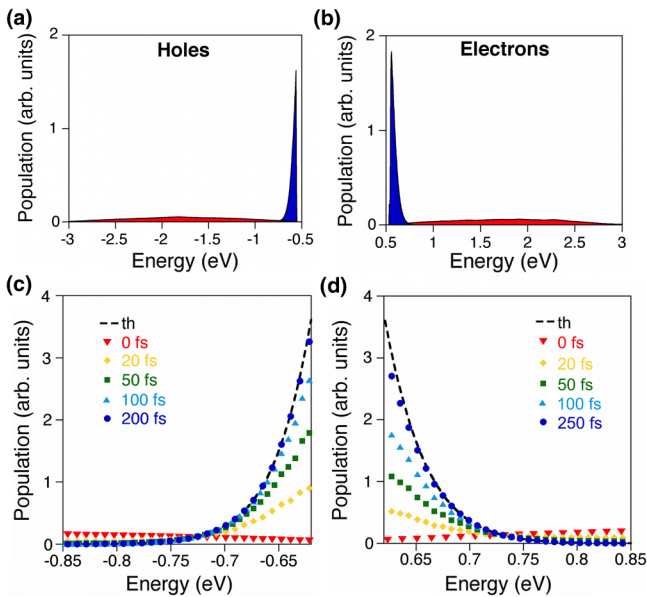 (a)
Holes
Population (arb. units)
2
1
0
-3 -2.5 -2 -1.5 -1 -0.5
Energy (eV)
(b)
Electrons
Population (arb. units)
2
1
0
0.5 1 1.5 2 2.5 3
Energy (eV)
(c)
Population (arb. units)
4
3
2
1
0
th
0 fs
20 fs
50 fs
100 fs
200 fs
-0.85 -0.8 -0.75 -0.7 -0.65
Energy (eV)
(d)
Population (arb. units)
4
3
2
1
0
th
0 fs
20 fs
50 fs
100 fs
250 fs
0.65 0.7 0.75 0.8 0.85
Energy (eV)